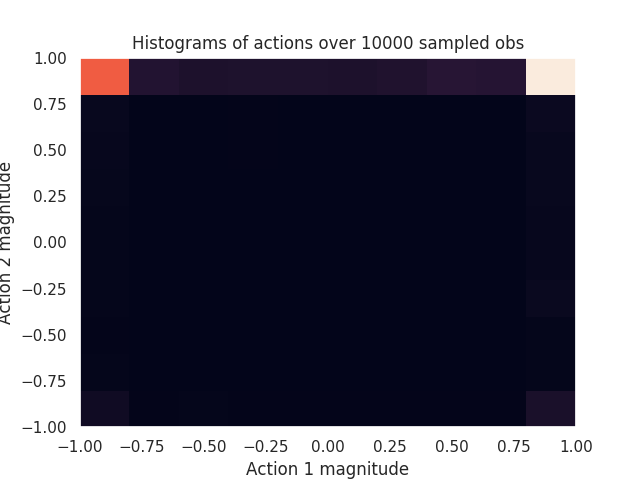 Histograms of actions over 10000 sampled obs
1.00
0.75
0.50
0.25
0.00
−0.25
−0.50
−0.75
−1.00
Action 2 magnitude
−1.00 −0.75 −0.50 −0.25 0.00 0.25 0.50 0.75 1.00
Action 1 magnitude